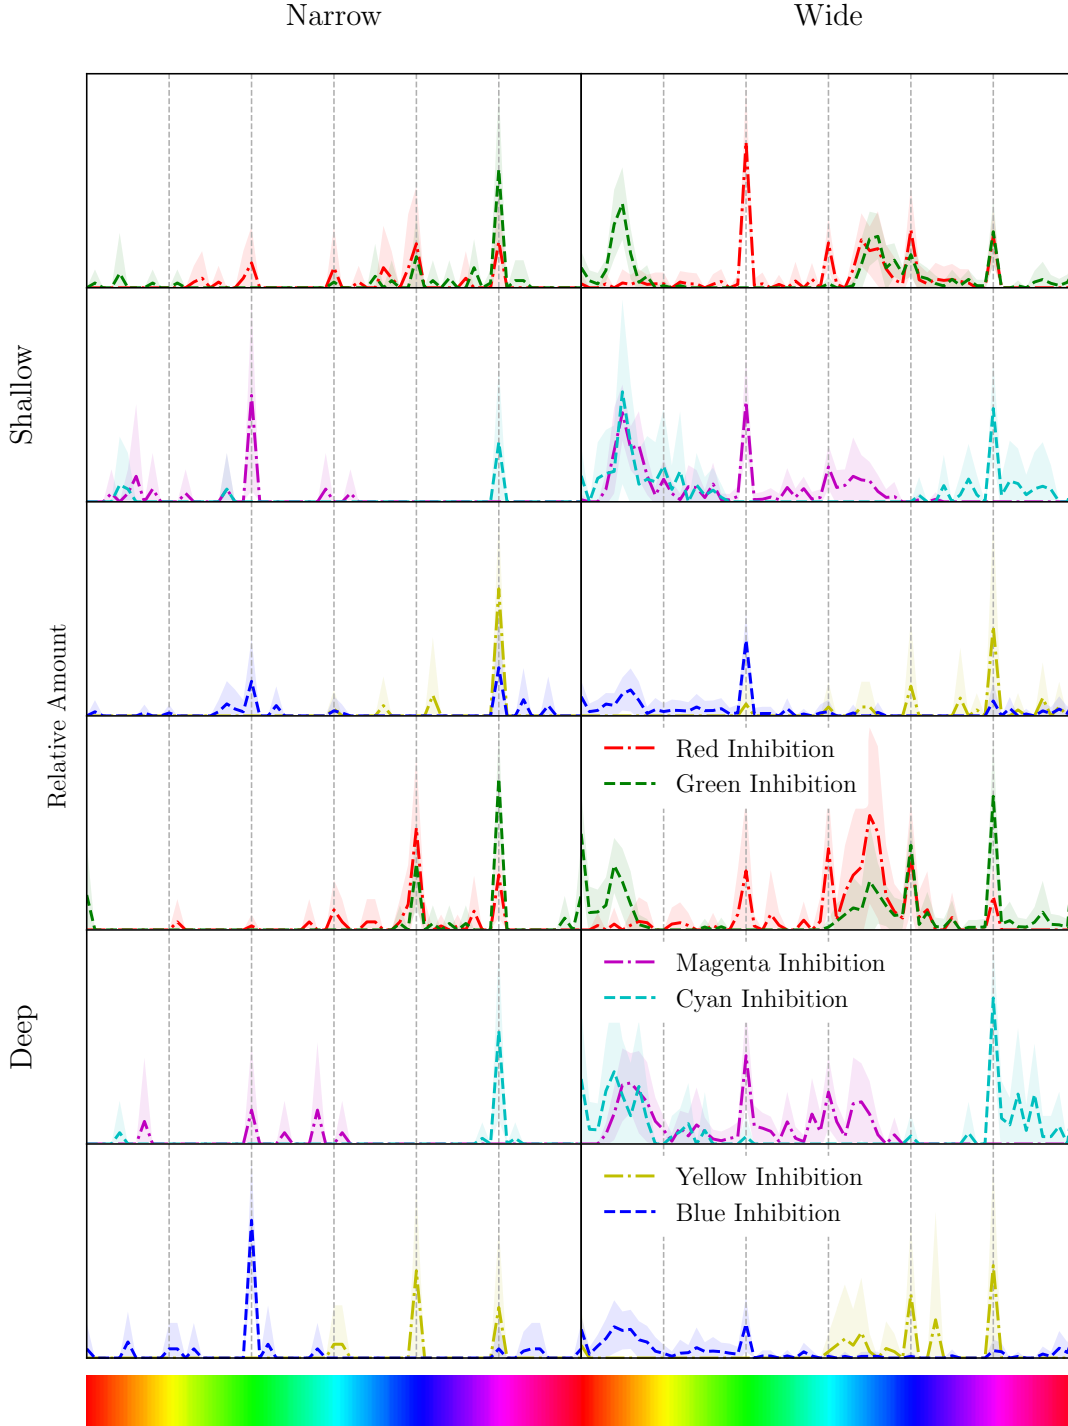 Narrow
Wide
Shallow
Relative Amount
Red Inhibition
Green Inhibition
Magenta Inhibition
Cyan Inhibition
Deep
Yellow Inhibition
Blue Inhibition